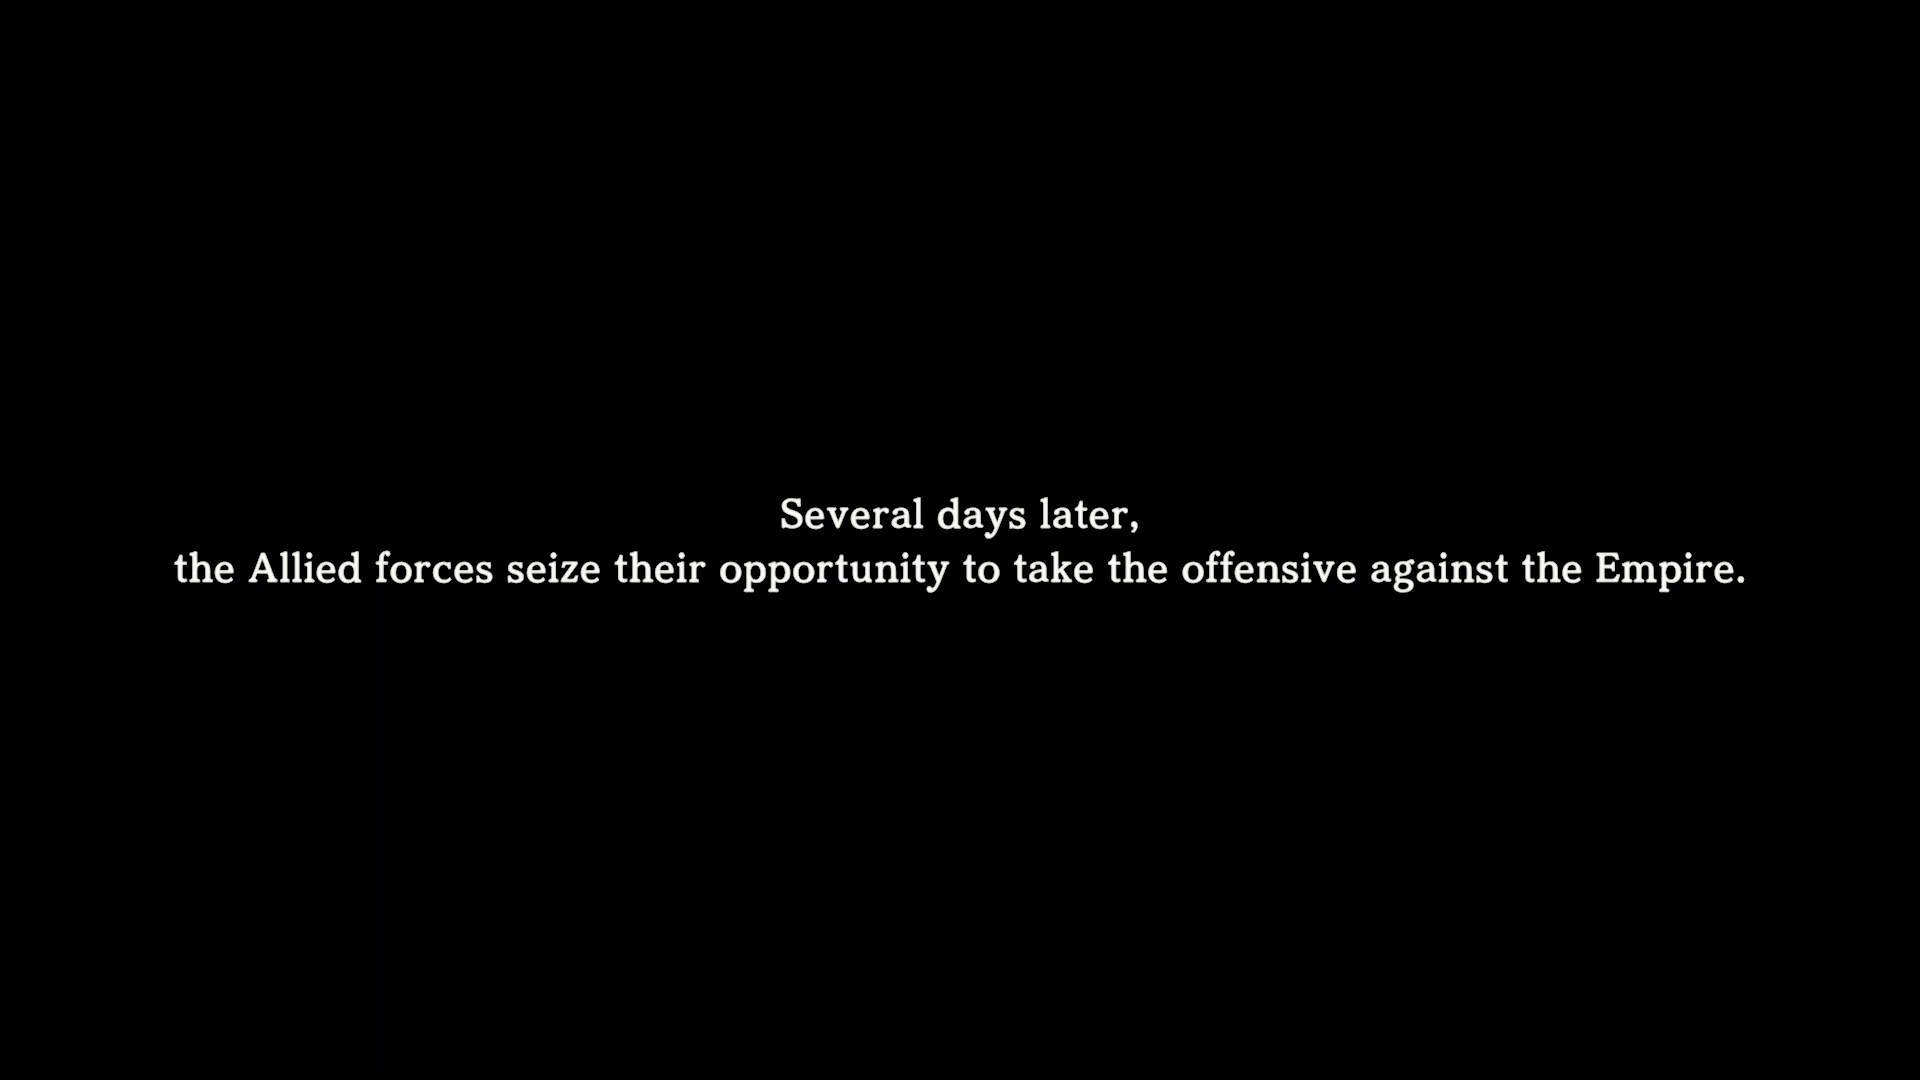 Several days later,
the Allied forces seize their opportunity to take the offensive against the Empire.